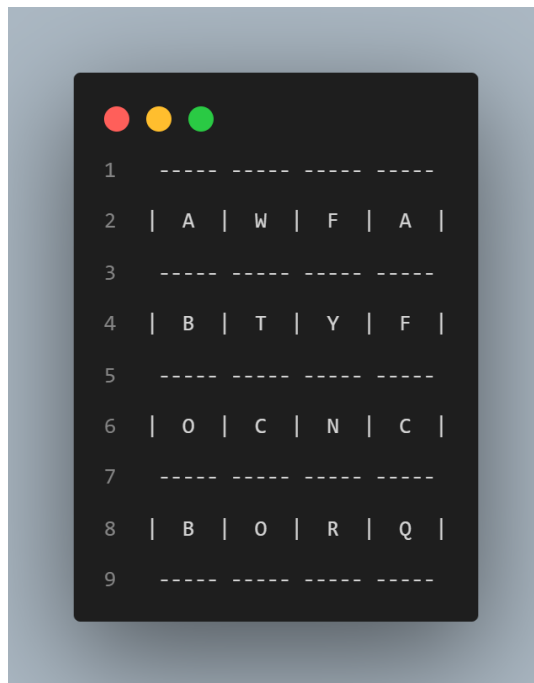 1 ----- ----- ----- -----
2 | A | W | F | A |
3 ----- ----- ----- -----
4 | B | T | Y | F |
5 ----- ----- ----- -----
6 | O | C | N | C |
7 ----- ----- ----- -----
8 | B | O | R | Q |
9 ----- ----- ----- -----